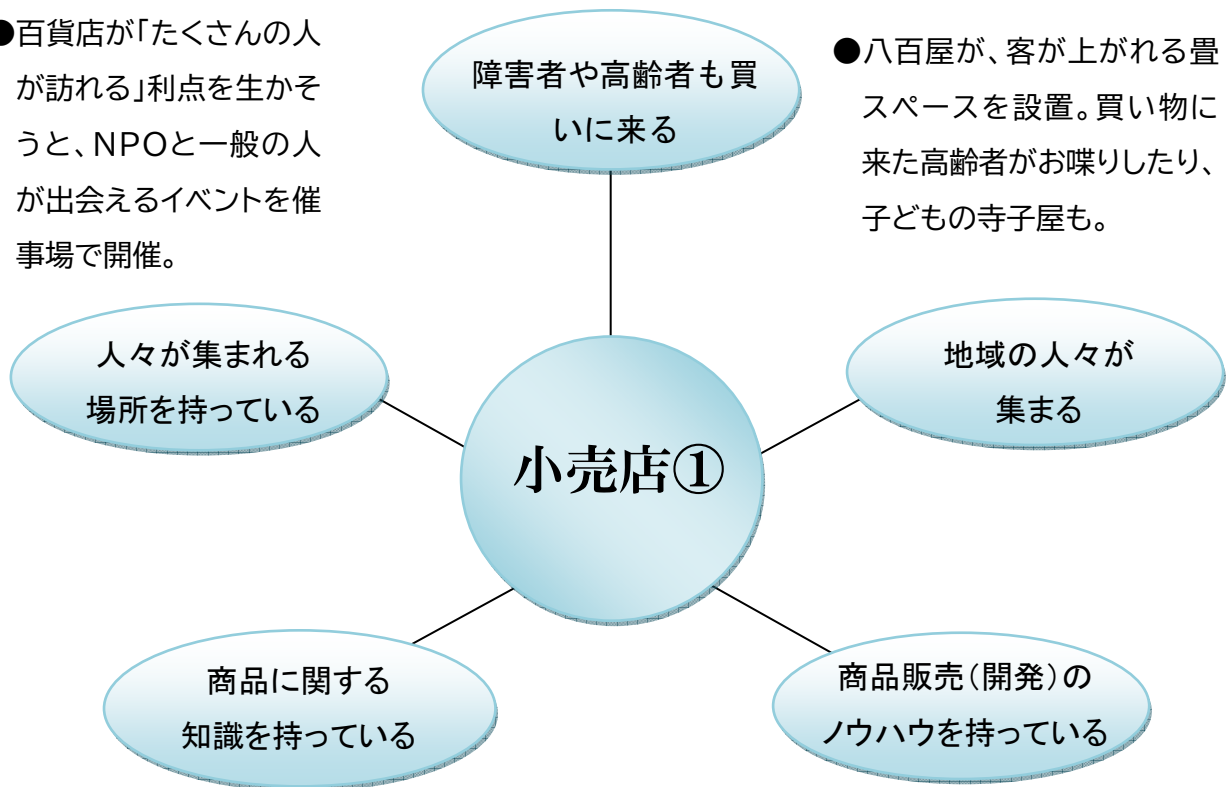 ●百貨店が「たくさんの人
が訪れる」利点を生かそ
うと、NPOと一般の人
が出会えるイベントを催
事場で開催。
障害者や高齢者も買
いに来る
●八百屋が、客が上がれる畳
スペースを設置。買い物に
来た高齢者がお喋りしたり、
子どもの寺子屋も。
人々が集まれる
場所を持っている
地域の人々が
集まる
小売店①
商品に関する
知識を持っている
商品販売(開発)の
ノウハウを持っている